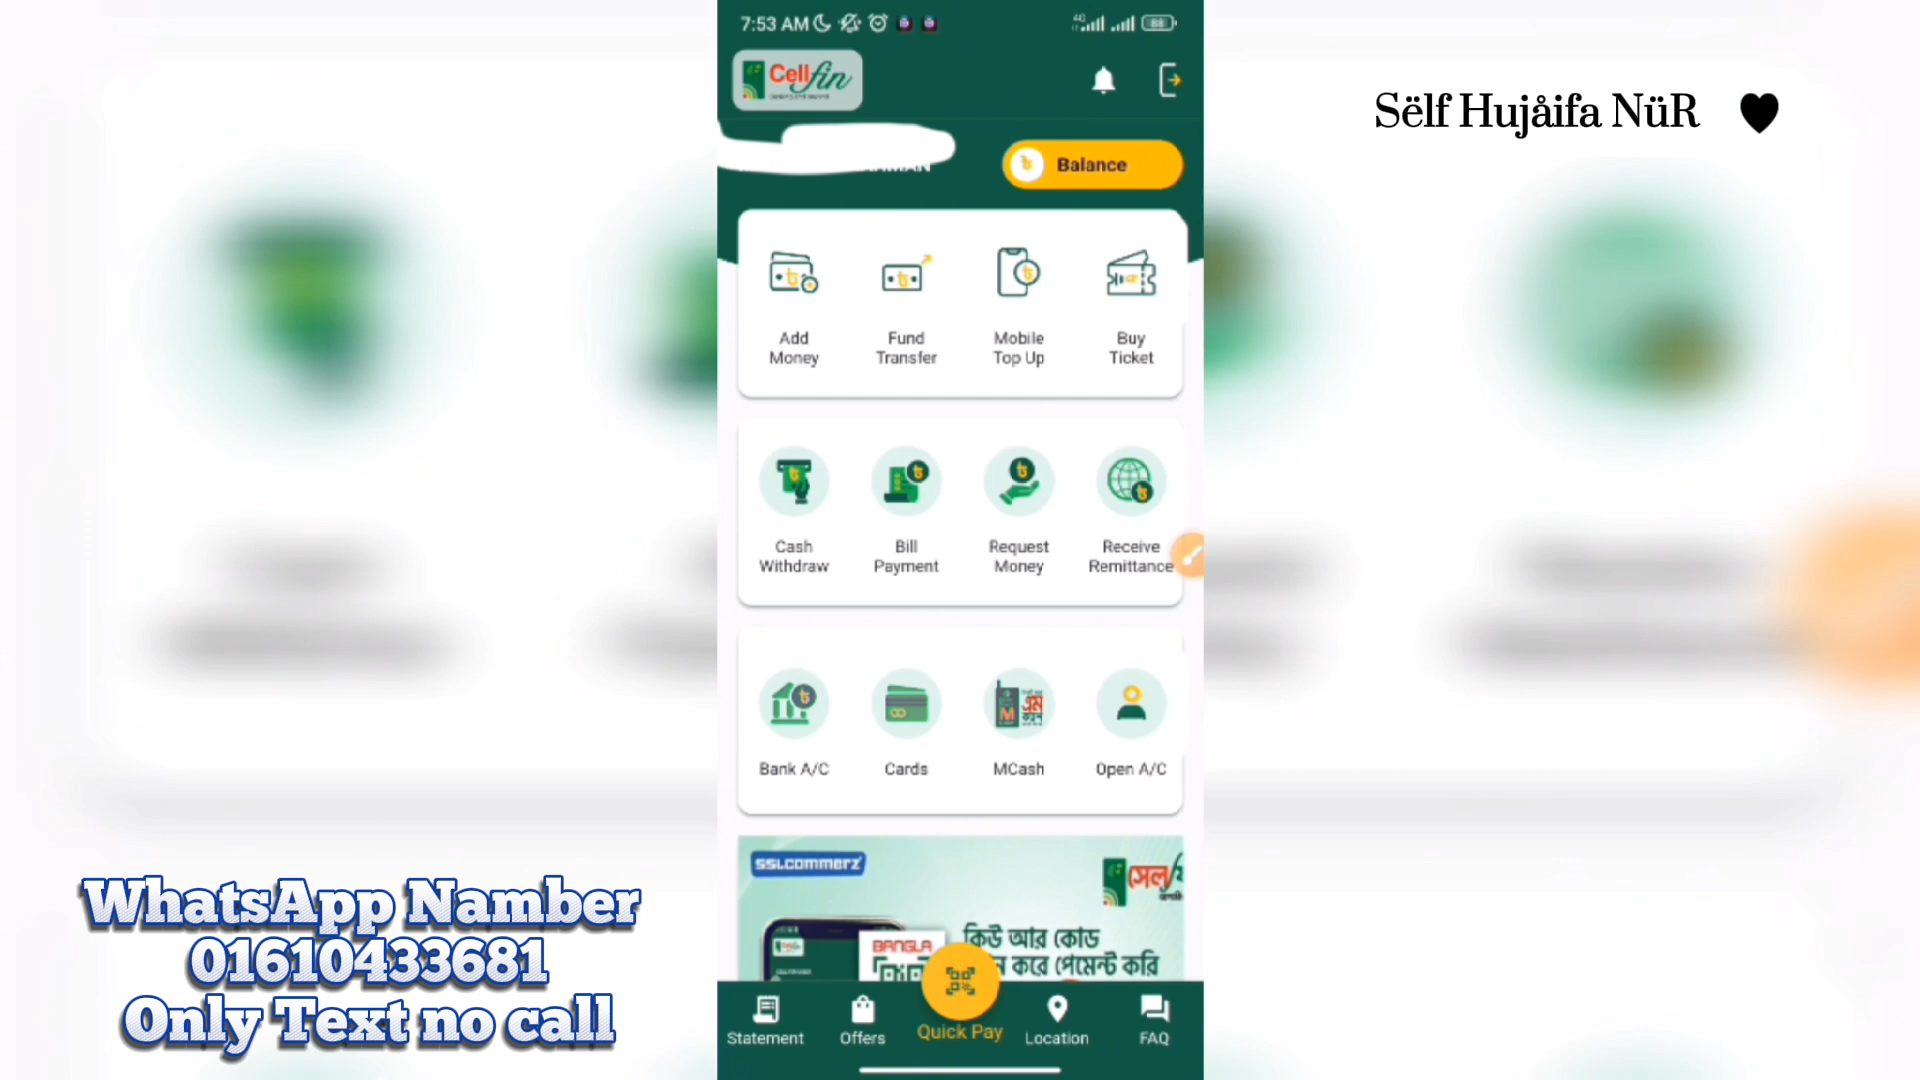 7:53 AM
4G
88
Cellfin
Sëlf Hujåifa NüR
Balance
Add Money
Fund Transfer
Mobile Top Up
Buy Ticket
Cash Withdraw
Bill Payment
Request Money
Receive Remittance
Bank A/C
Cards
MCash
Open A/C
SSLCOMMERZ
BANGLA
কিউ আর কোড
ন করে পেমেন্ট করি
Statement
Offers
Quick Pay
Location
FAQ
WhatsApp Namber
01610433681
Only Text no call